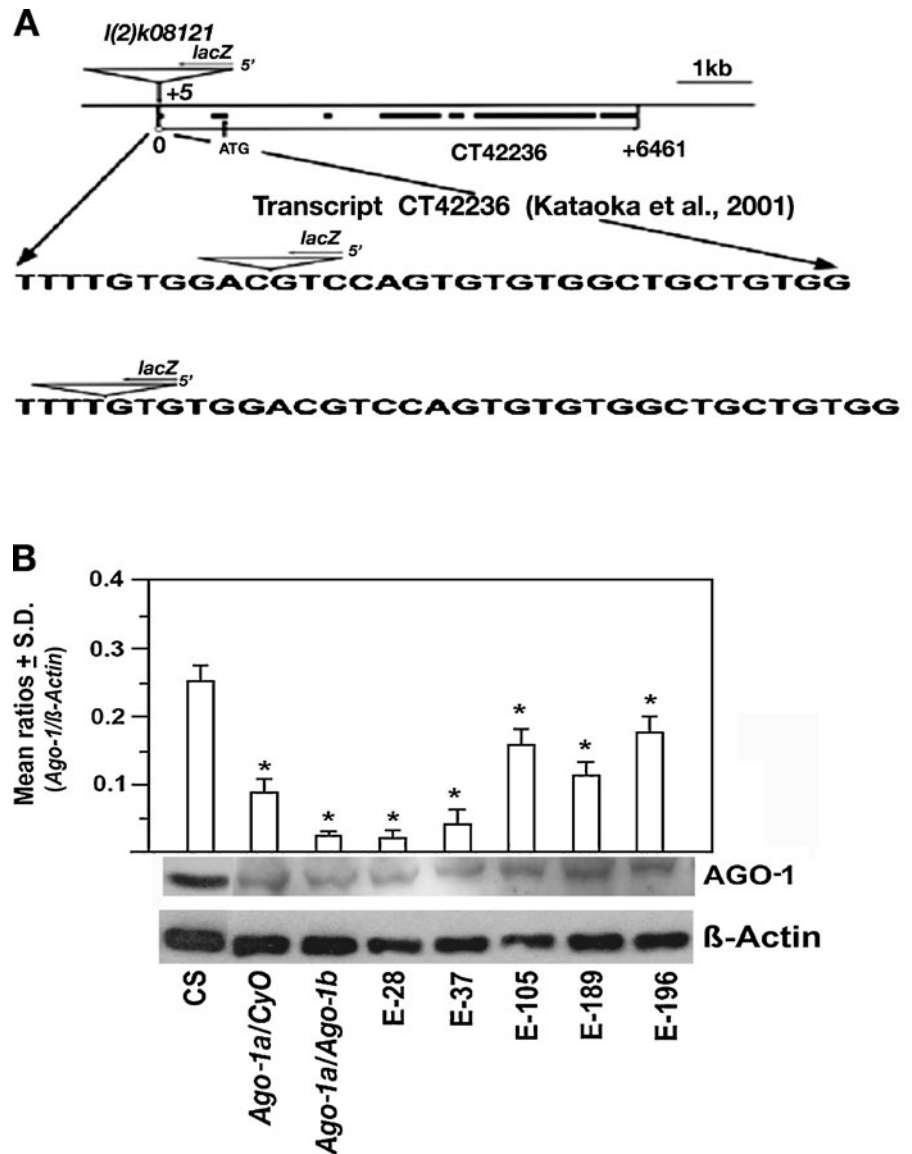 A
l(2)k08121
lacZ 5'
+5
1kb
0
ATG
CT42236
+6461
Transcript CT42236 (Kataoka et al., 2001)
lacZ 5'
TTTTGTGGACGTCCAGTGTGTGGCTGCTGTGG
lacZ 5'
TTTTGTGTGGACGTCCAGTGTGTGGCTGCTGTGG
B
Mean ratios ± S.D.
(Ago-1/ß-Actin)
0.4
0.3
0.2
0.1
* * * * * * *
AGO-1
ß-Actin
CS
Ago-1a/CyO
Ago-1a/Ago-1b
E-28
E-37
E-105
E-189
E-196